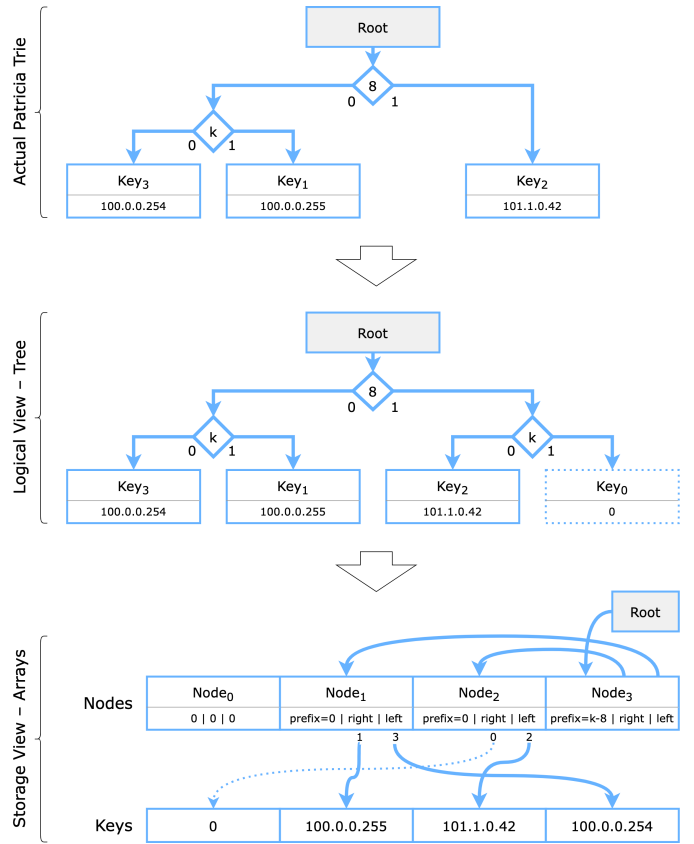 Actual Patricia Trie
Root
8
0 1
k
0 1
Key3
100.0.0.254
Key1
100.0.0.255
Key2
101.1.0.42
Logical View – Tree
Root
8
0 1
k
0 1
k
0 1
Key3
100.0.0.254
Key1
100.0.0.255
Key2
101.1.0.42
Key0
0
Storage View – Arrays
Root
Nodes
Node0
0 | 0 | 0
Node1
prefix=0 | right | left
Node2
prefix=0 | right | left
Node3
prefix=k-8 | right | left
1 3 0 2
Keys
0
100.0.0.255
101.1.0.42
100.0.0.254